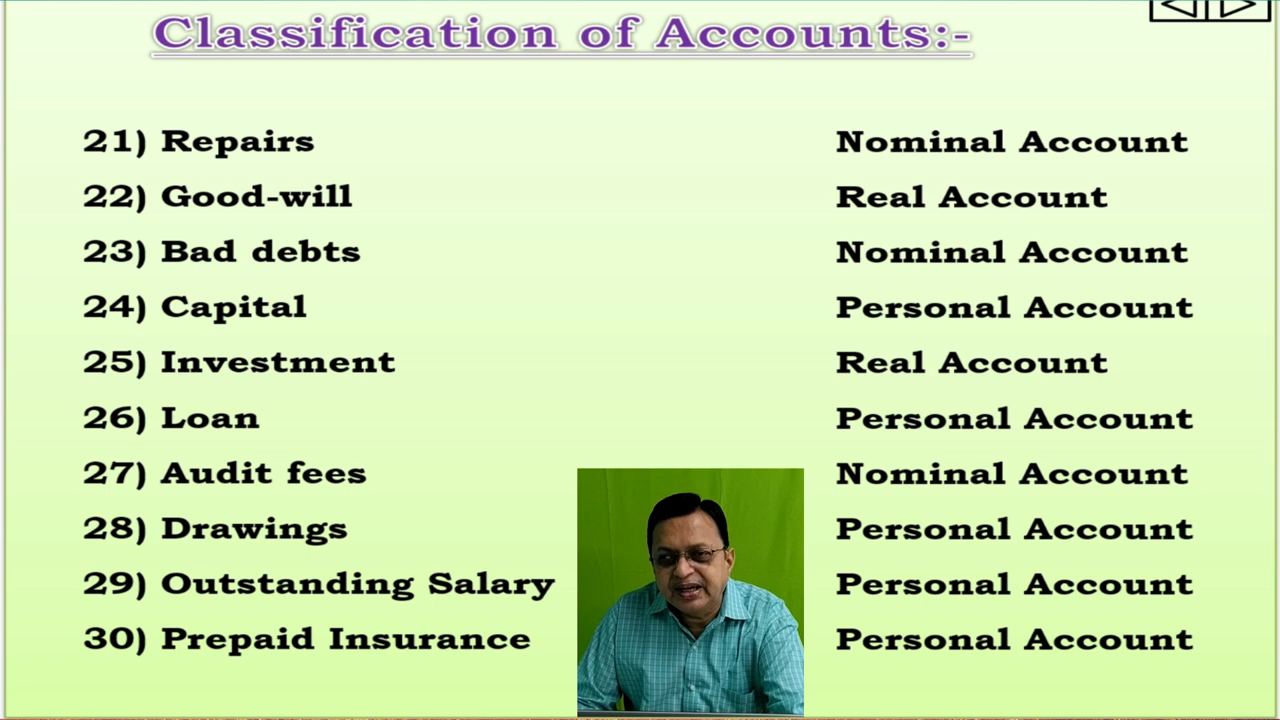 Classification of Accounts:-
21) Repairs Nominal Account
22) Good-will Real Account
23) Bad debts Nominal Account
24) Capital Personal Account
25) Investment Real Account
26) Loan Personal Account
27) Audit fees Nominal Account
28) Drawings Personal Account
29) Outstanding Salary Personal Account
30) Prepaid Insurance Personal Account